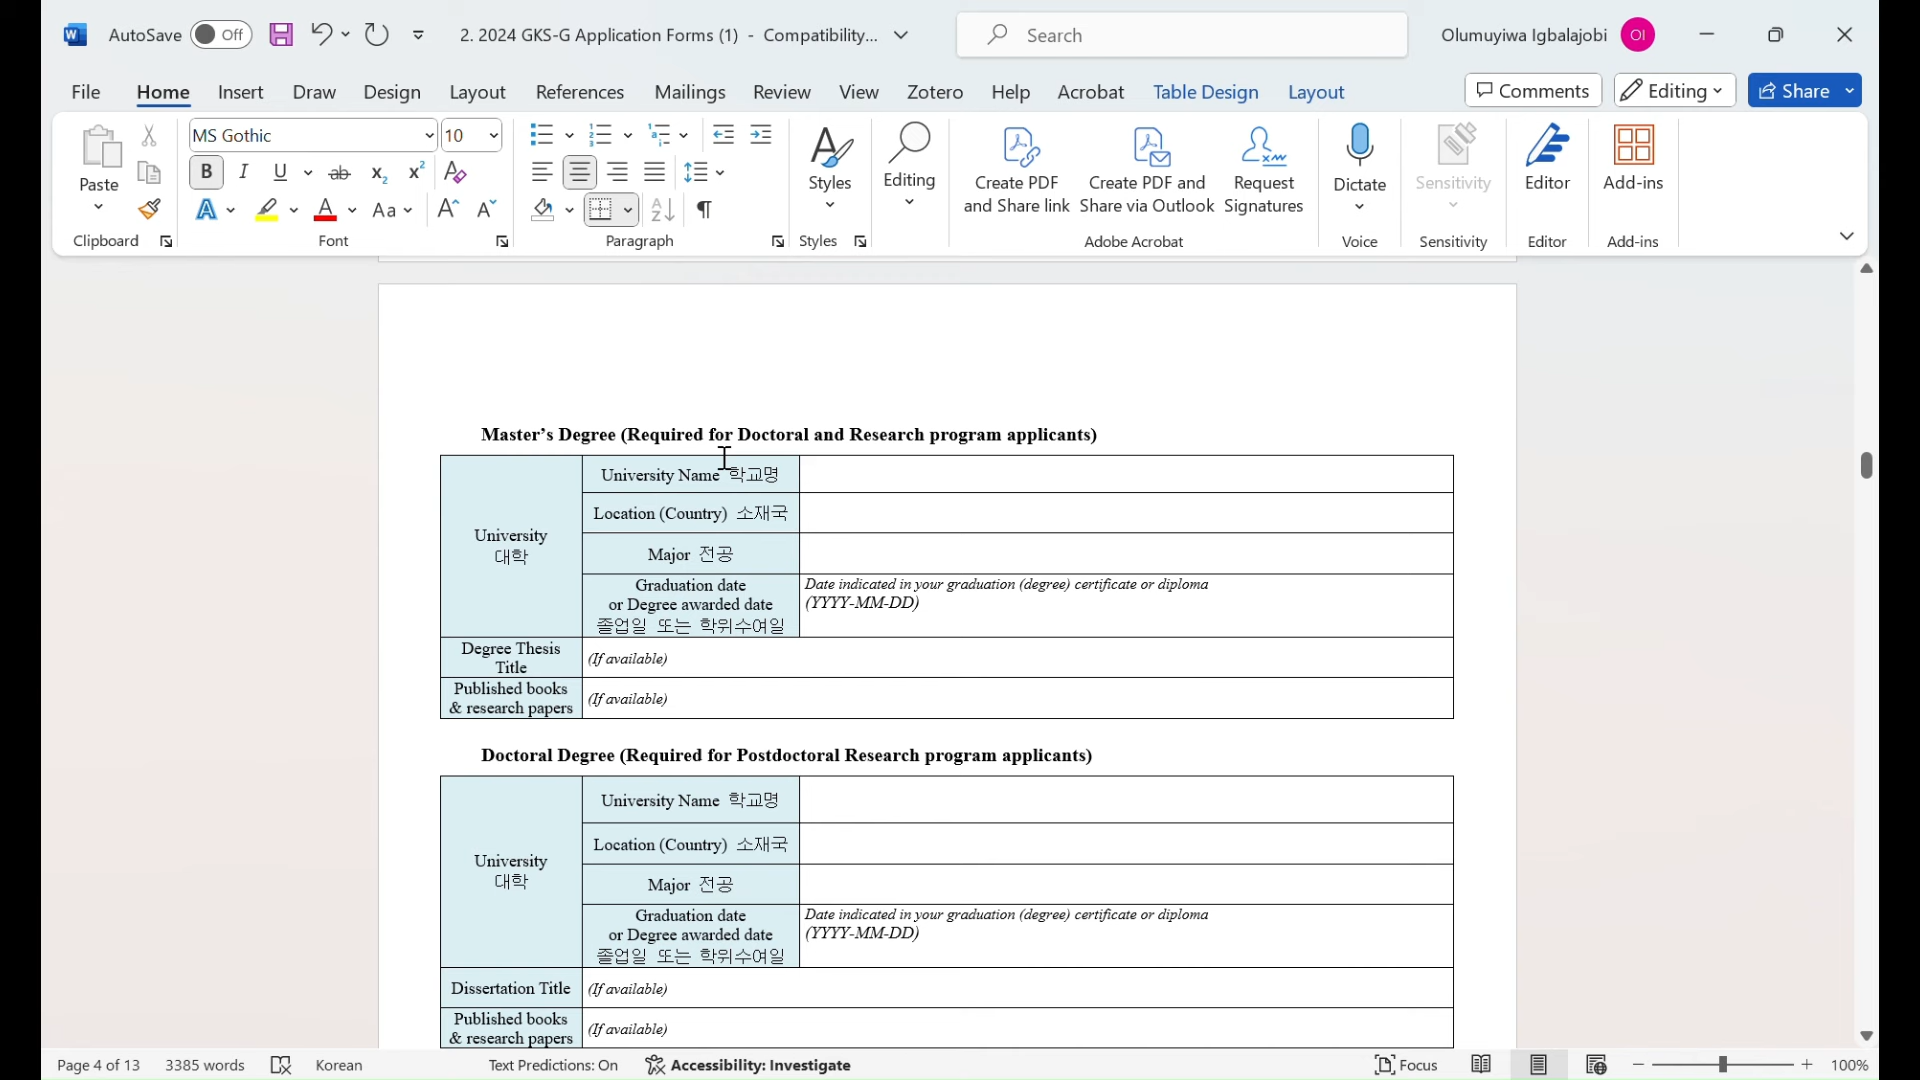 AutoSave Off 2. 2024 GKS-G Application Forms (1) - Compatibility... Search Olumuyiwa Igbalajobi OI
File Home Insert Draw Design Layout References Mailings Review View Zotero Help Acrobat Table Design Layout Comments Editing Share
MS Gothic 10
Paste
Styles
Editing
Create PDF and Share link
Create PDF and Share via Outlook
Request Signatures
Dictate
Sensitivity
Editor
Add-ins
Clipboard Font Paragraph Styles Adobe Acrobat Voice Sensitivity Editor Add-ins
Master's Degree (Required for Doctoral and Research program applicants)
University
대학
University Name 학교명
Location (Country) 소재국
Major 전공
Graduation date
or Degree awarded date
졸업일 또는 학위수여일
Date indicated in your graduation (degree) certificate or diploma
(YYYY-MM-DD)
Degree Thesis
Title
(If available)
Published books
& research papers
(If available)
Doctoral Degree (Required for Postdoctoral Research program applicants)
University
대학
University Name 학교명
Location (Country) 소재국
Major 전공
Graduation date
or Degree awarded date
졸업일 또는 학위수여일
Date indicated in your graduation (degree) certificate or diploma
(YYYY-MM-DD)
Dissertation Title (If available)
Published books
& research papers
(If available)
Page 4 of 13 3385 words Korean Text Predictions: On Accessibility: Investigate Focus 100%